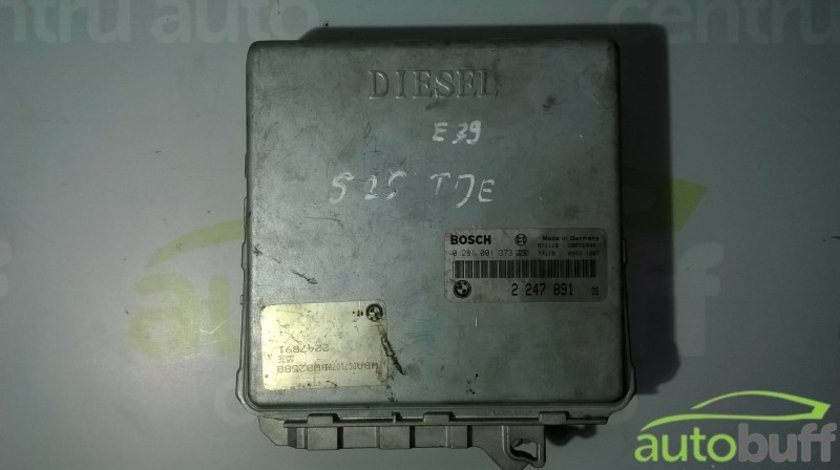 centru auto
DIESEL
E39
525 TDE
BOSCH
Made in Germany
0 281 001 373
2 247 891
2247891
autobuff
autobuff